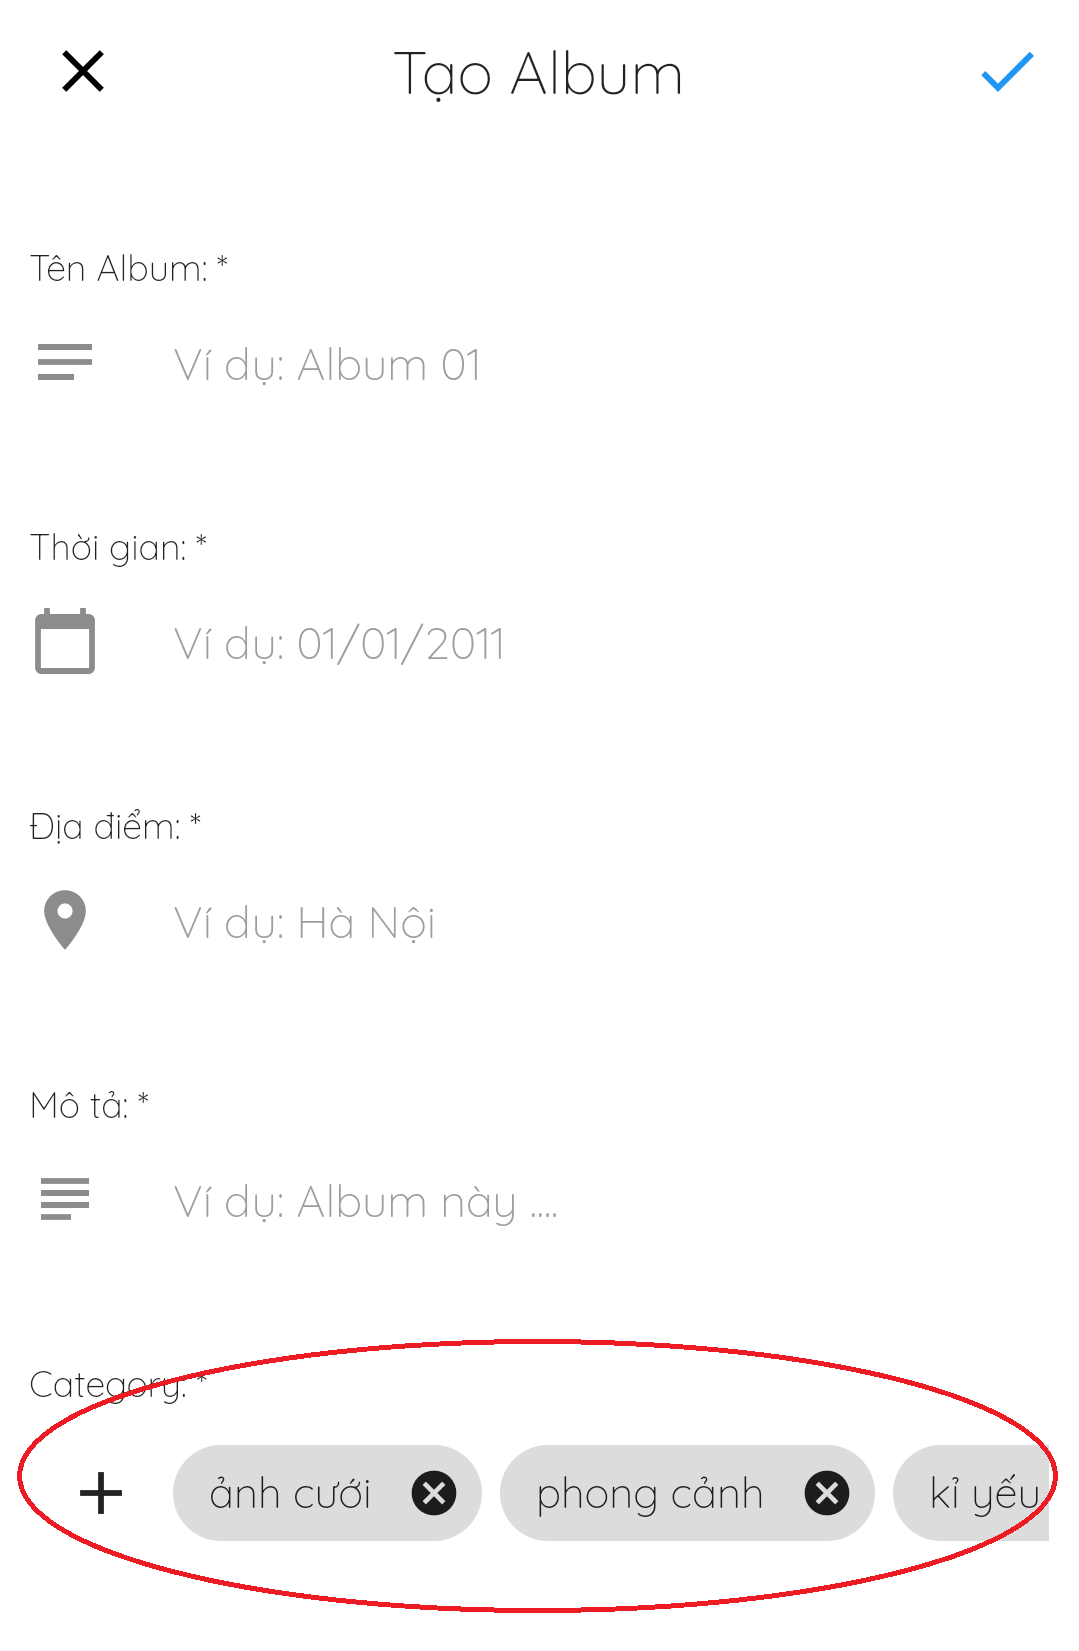 Tạo Album
Tên Album: *
Ví dụ: Album 01
Thời gian: *
Ví dụ: 01/01/2011
Địa điểm: *
Ví dụ: Hà Nội
Mô tả: *
Ví dụ: Album này ....
Category: *
ảnh cưới phong cảnh kỉ yếu